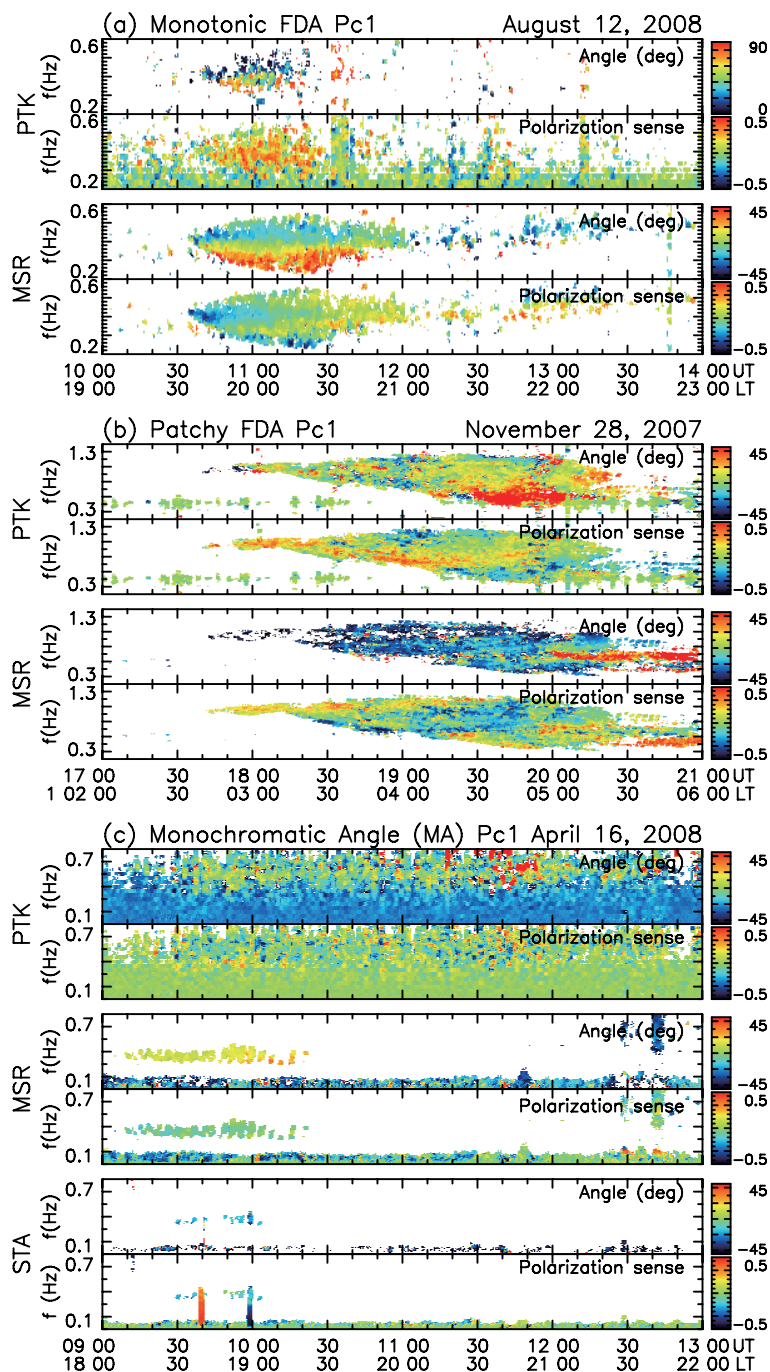 (a) Monotonic FDA Pc1 August 12, 2008
PTK
f(Hz) 0.6 0.2 Angle (deg) 90 0
f(Hz) 0.2 Polarization sense 0.5 −0.5
MSR
f(Hz) 0.6 0.2 Angle (deg) 45 −45
f(Hz) 0.2 Polarization sense 0.5 −0.5
10 00 30 11 00 30 12 00 30 13 00 30 14 00 UT
19 00 30 20 00 30 21 00 30 22 00 30 23 00 LT
(b) Patchy FDA Pc1 November 28, 2007
PTK
f(Hz) 1.3 0.3 Angle (deg) 45 −45
f(Hz) 1.3 0.3 Polarization sense 0.5 −0.5
MSR
f(Hz) 1.3 0.3 Angle (deg) 45 −45
f(Hz) 1.3 0.3 Polarization sense 0.5 −0.5
17 00 30 18 00 30 19 00 30 20 00 30 21 00 UT
1 02 00 30 03 00 30 04 00 30 05 00 30 06 00 LT
(c) Monochromatic Angle (MA) Pc1 April 16, 2008
PTK
f(Hz) 0.7 0.1 Angle (deg) 45 −45
f(Hz) 0.7 0.1 Polarization sense 0.5 −0.5
MSR
f(Hz) 0.7 0.1 Angle (deg) 45 −45
f(Hz) 0.7 0.1 Polarization sense 0.5 −0.5
STA
f(Hz) 0.7 0.1 Angle (deg) 45 −45
f (Hz) 0.7 0.1 Polarization sense 0.5 −0.5
09 00 30 10 00 30 11 00 30 12 00 30 13 00 UT
18 00 30 19 00 30 20 00 30 21 00 30 22 00 LT